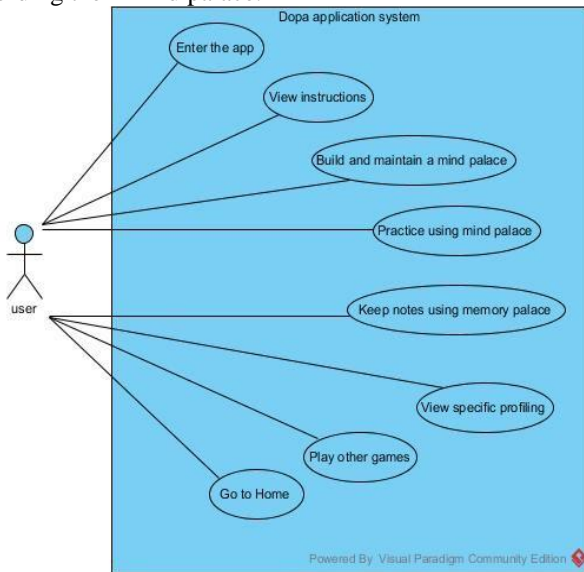 Dopa application system
Enter the app
View instructions
Build and maintain a mind palace
Practice using mind palace
user
Keep notes using memory palace
View specific profiling
Play other games
Go to Home
Powered By Visual Paradigm Community Edition